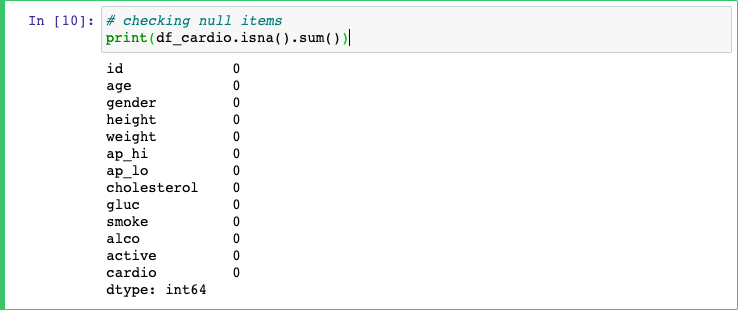 In [10]: # checking null items
print(df_cardio.isna().sum())
id 0
age 0
gender 0
height 0
weight 0
ap_hi 0
ap_lo 0
cholesterol 0
gluc 0
smoke 0
alco 0
active 0
cardio 0
dtype: int64